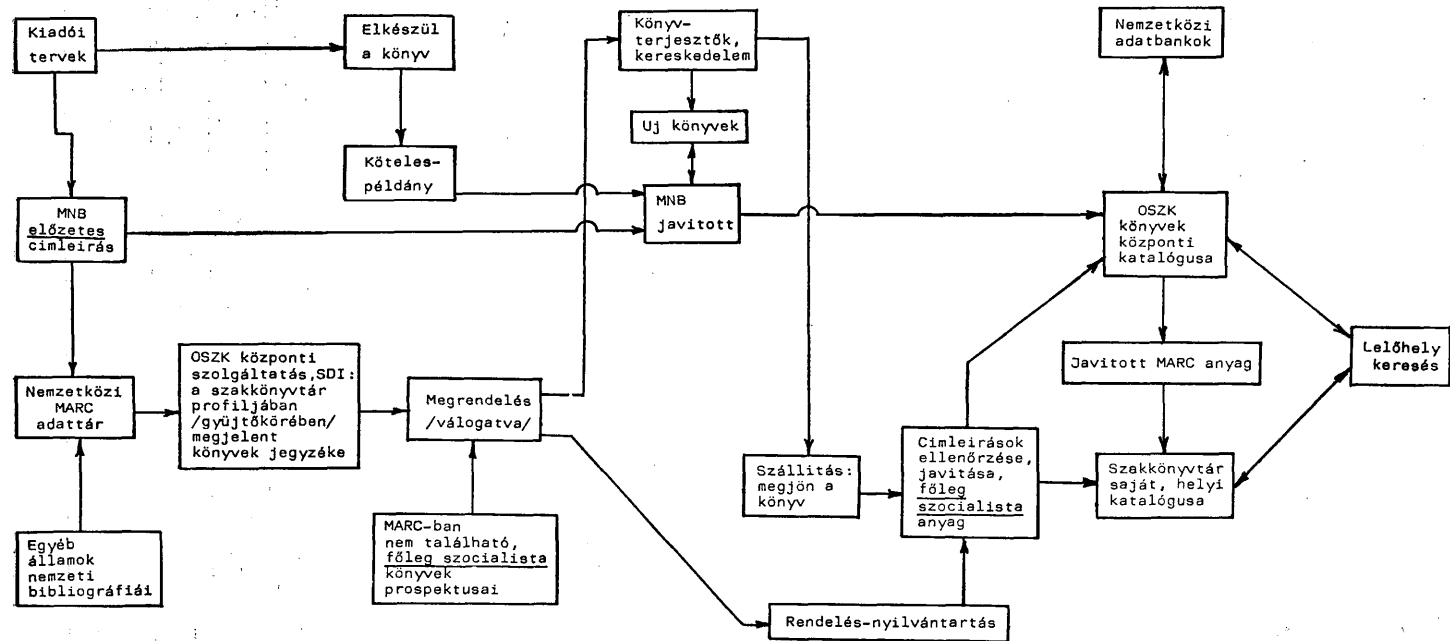 Kiadói
tervek
Elkészül
a könyv
Könyv-
terjesztők,
kereskedelem
Nemzetközi
adatbankok
Uj könyvek
Köteles-
példány
MNB
előzetes
cimleirás
MNB
javitott
OSZK
könyvek
központi
katalógusa
OSZK központi
szolgáltatás,SDI:
a szakkönyvtár
profiljában
/gyüjtőkörében/
megjelent
könyvek jegyzéke
Nemzetközi
MARC
adattár
Megrendelés
/válogatva/
Javitott MARC anyag
Lelőhely
keresés
Szállitás:
megjön a
könyv
Cimleirások
ellenőrzése,
javitása,
főleg
szocialista
anyag
Szakkönyvtár
saját, helyi
katalógusa
Egyéb
államok
nemzeti
bibliográfiái
MARC-ban
nem található,
főleg szocialista
könyvek
prospektusai
Rendelés-nyilvántartás